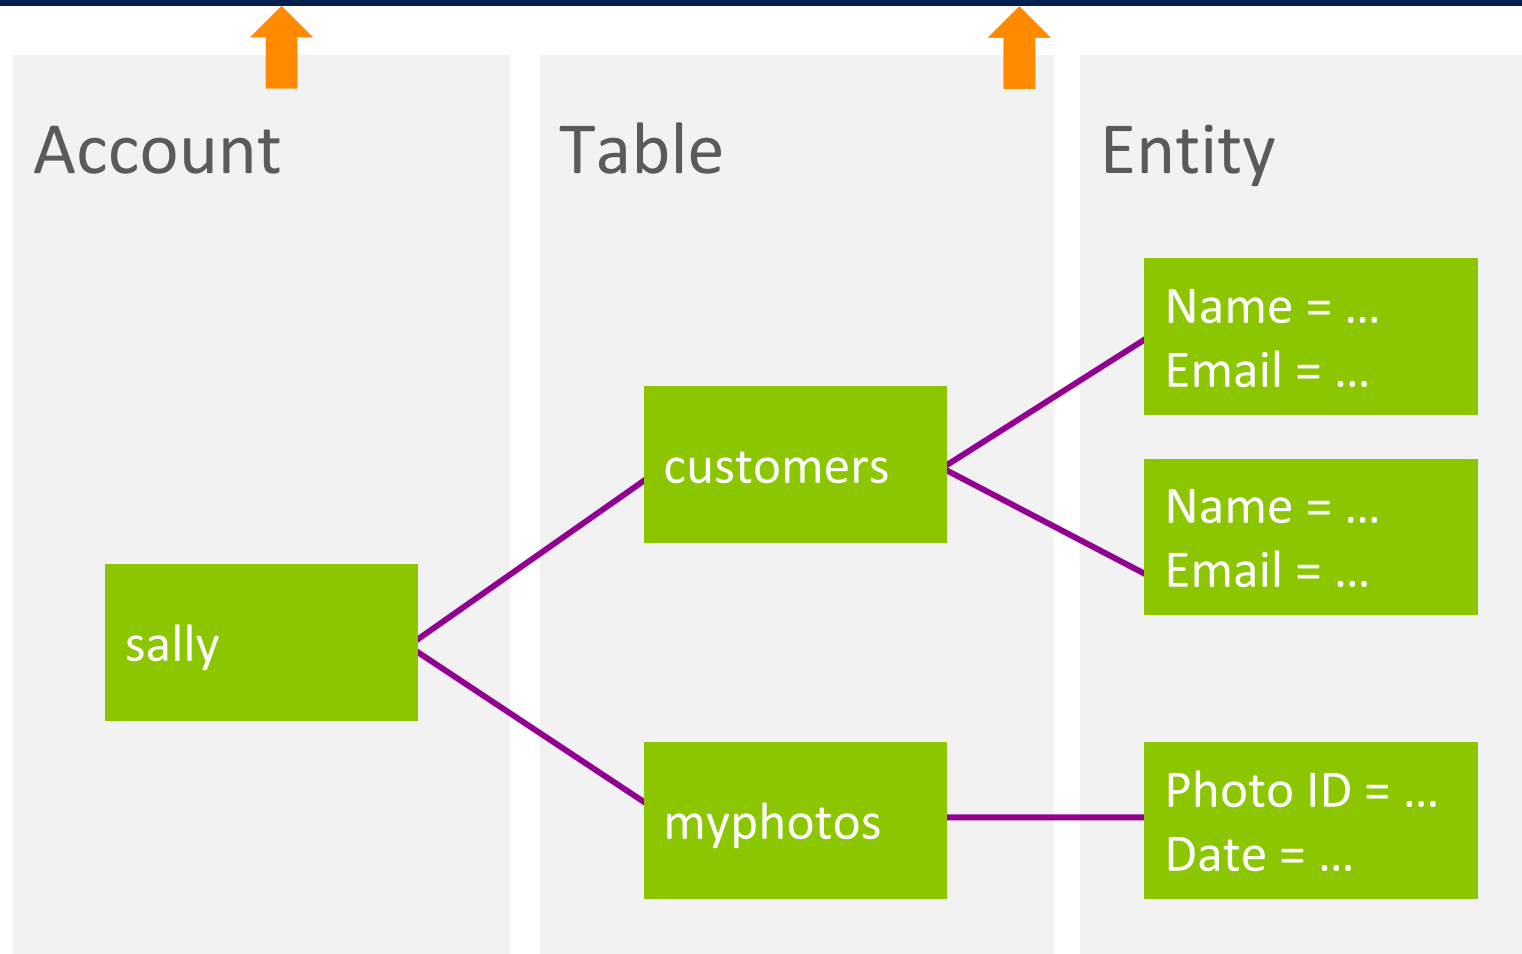 Account
Table
Entity
sally
customers
myphotos
Name = ...
Email = ...
Name = ...
Email = ...
Photo ID = ...
Date = ...